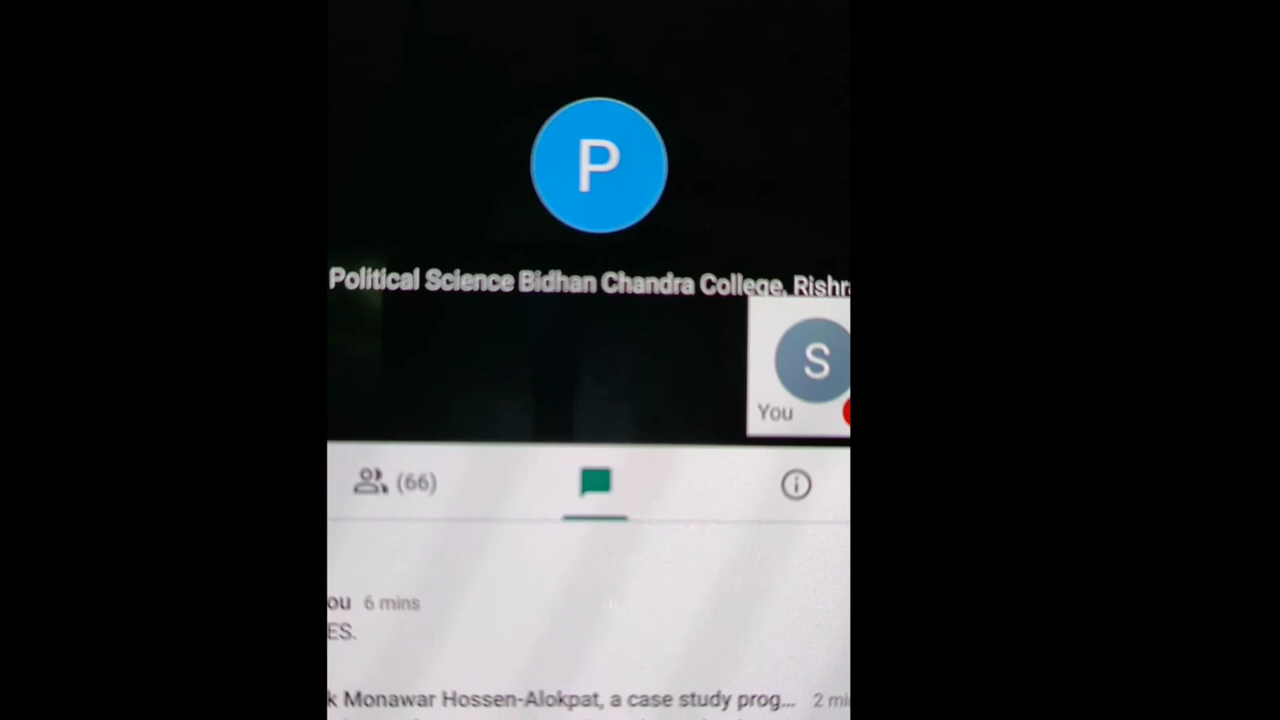 P
Political Science Bidhan Chandra College, Rishr
S
You
(66)
ou 6 mins
ES.
k Monawar Hossen-Alokpat, a case study prog... 2 mi